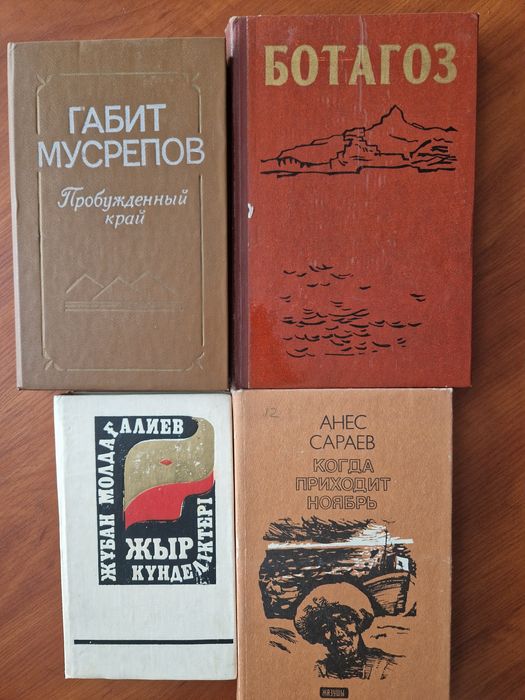 ГАБИТ
МУСРЕПОВ
Пробужденный
край
БОТАГОЗ
ЖУБАН МОЛДАҒАЛИЕВ
ЖЫР
КҮНДЕЛІКТЕРІ
12
АНЕС
САРАЕВ
КОГДА
ПРИХОДИТ
НОЯБРЬ
ЖАЗУШЫ